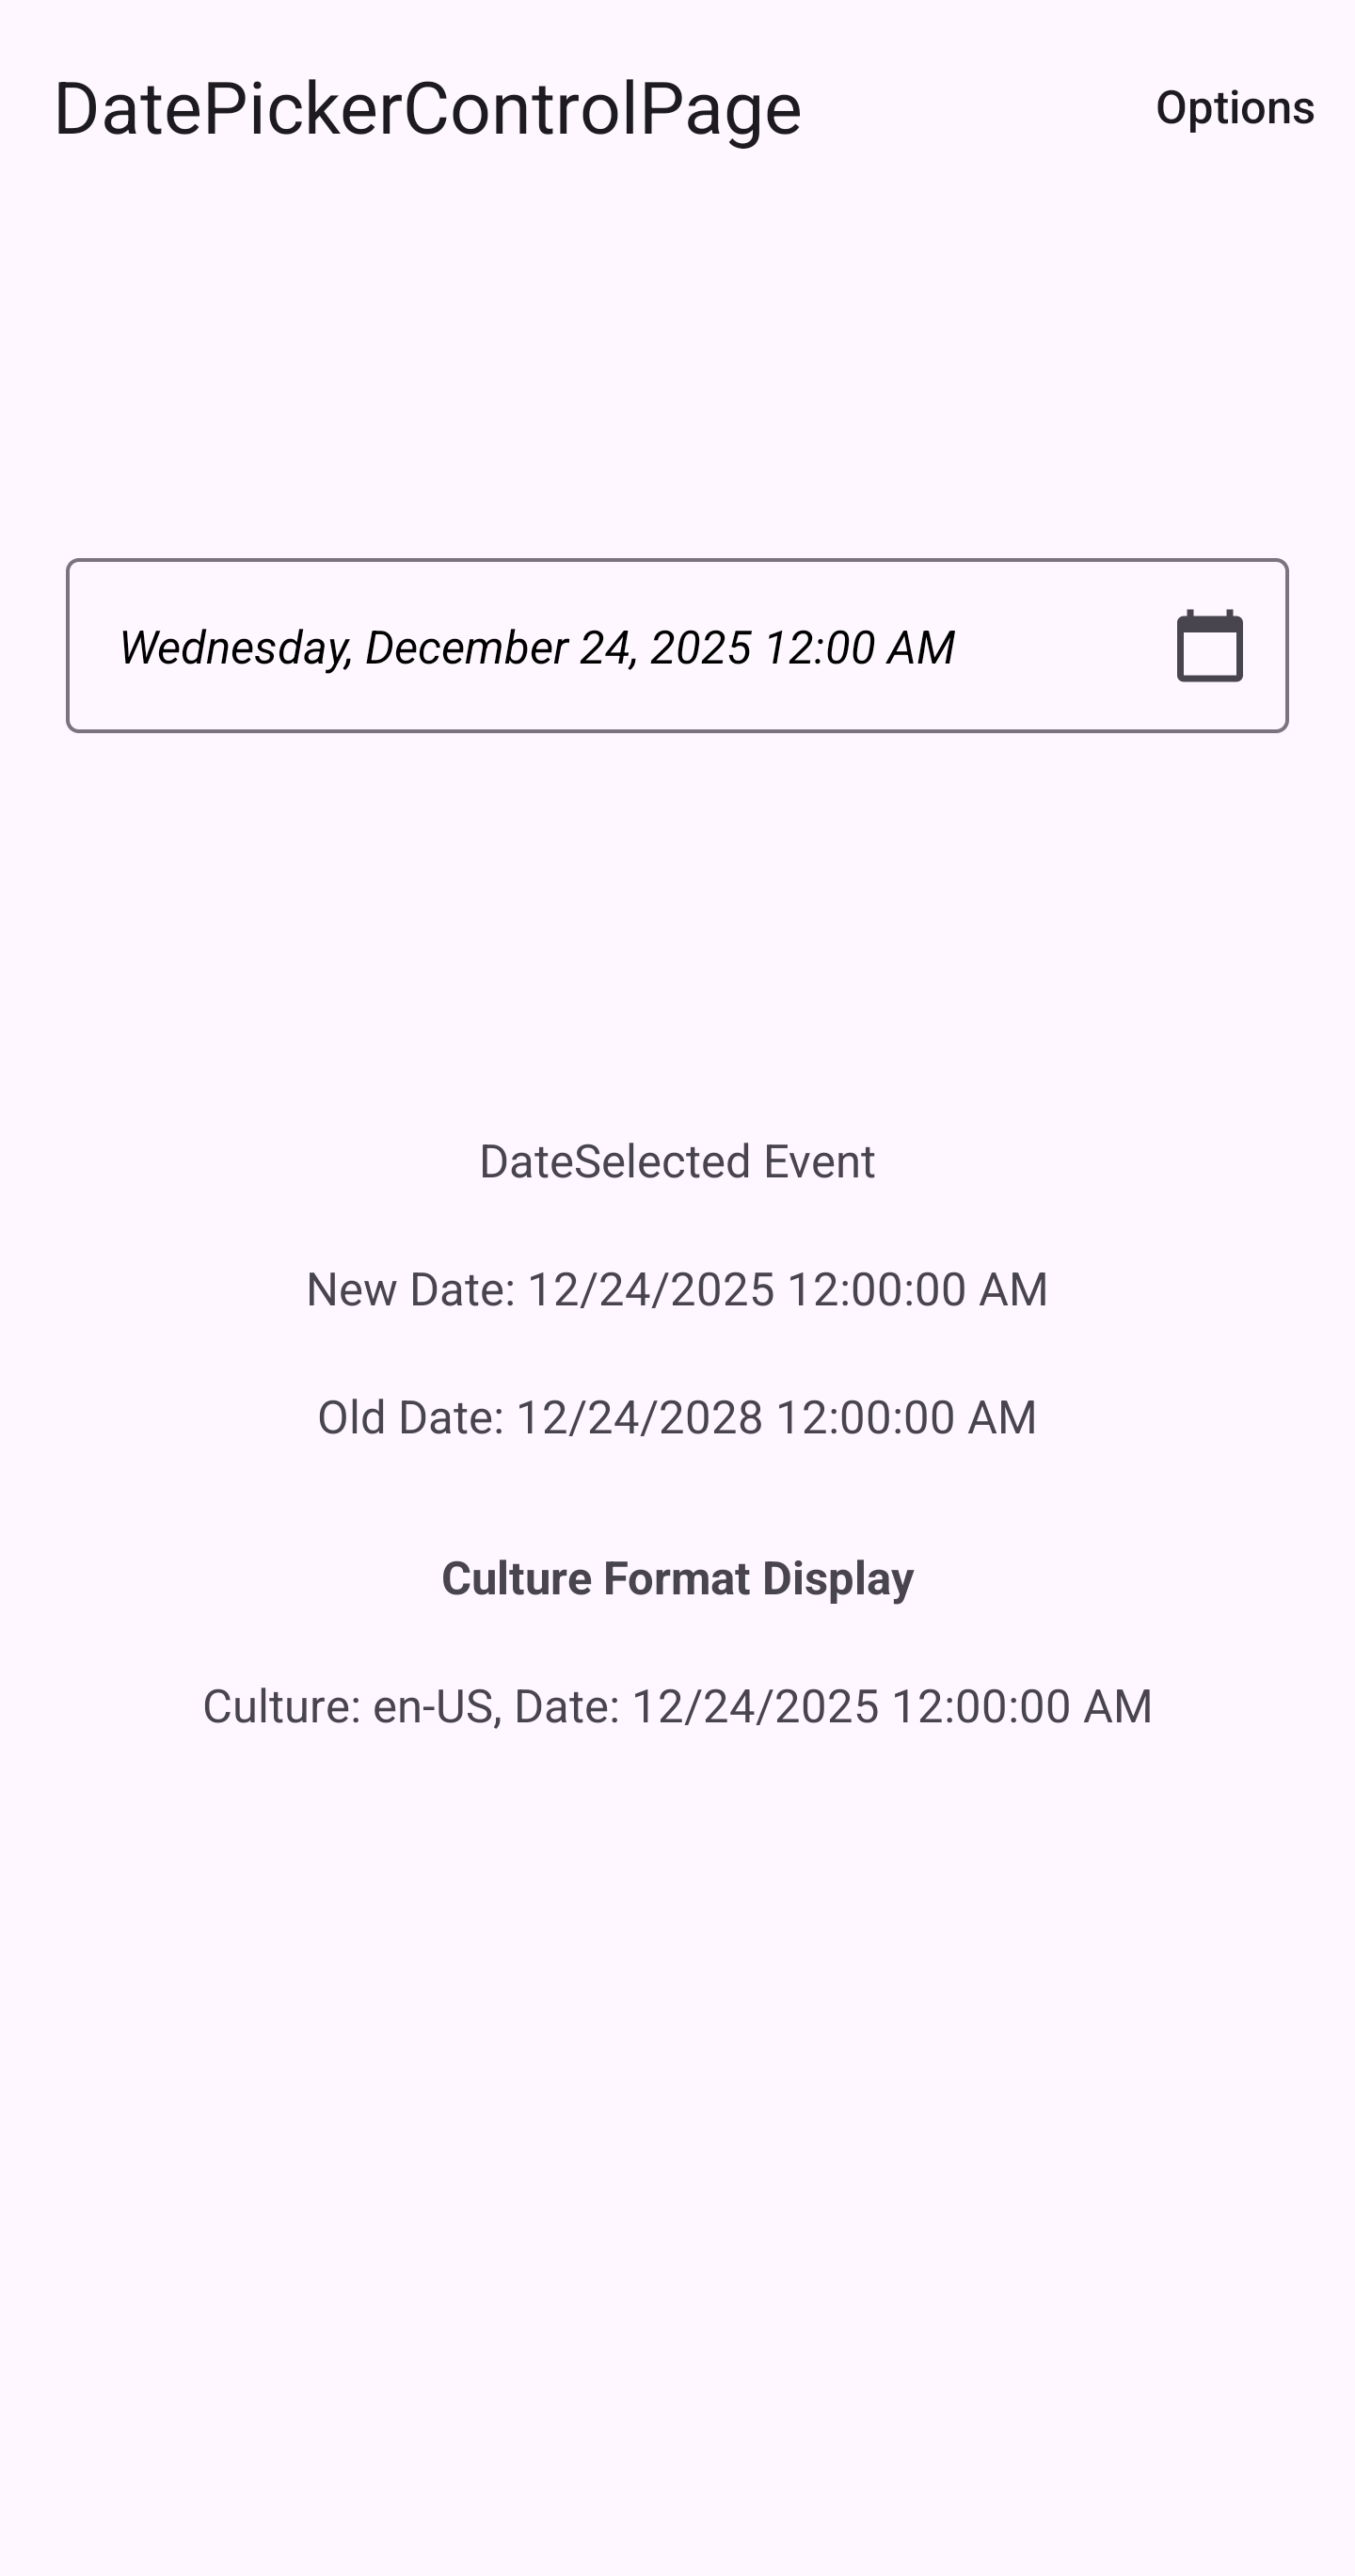 DatePickerControlPage
Options
Wednesday, December 24, 2025 12:00 AM
DateSelected Event
New Date: 12/24/2025 12:00:00 AM
Old Date: 12/24/2028 12:00:00 AM
Culture Format Display
Culture: en-US, Date: 12/24/2025 12:00:00 AM